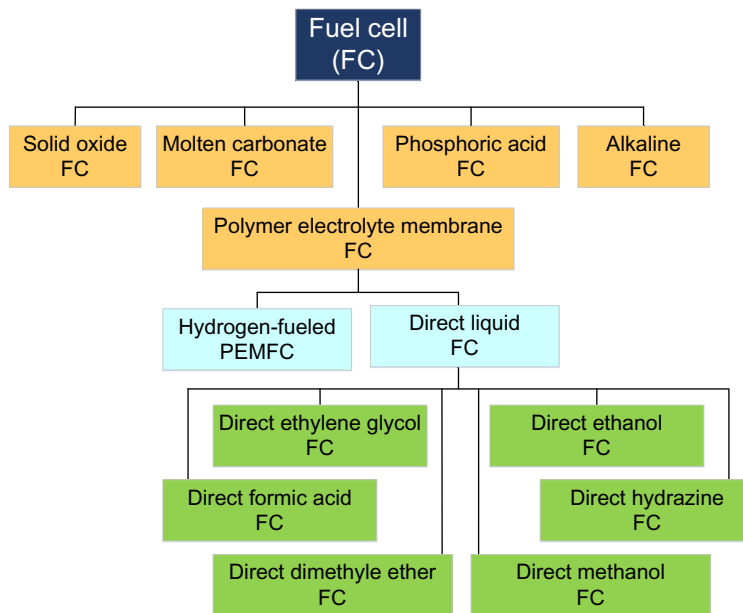 Fuel cell
(FC)
Solid oxide
FC
Molten carbonate
FC
Phosphoric acid
FC
Alkaline
FC
Polymer electrolyte membrane
FC
Hydrogen-fueled
PEMFC
Direct liquid
FC
Direct ethylene glycol
FC
Direct ethanol
FC
Direct formic acid
FC
Direct hydrazine
FC
Direct dimethyle ether
FC
Direct methanol
FC